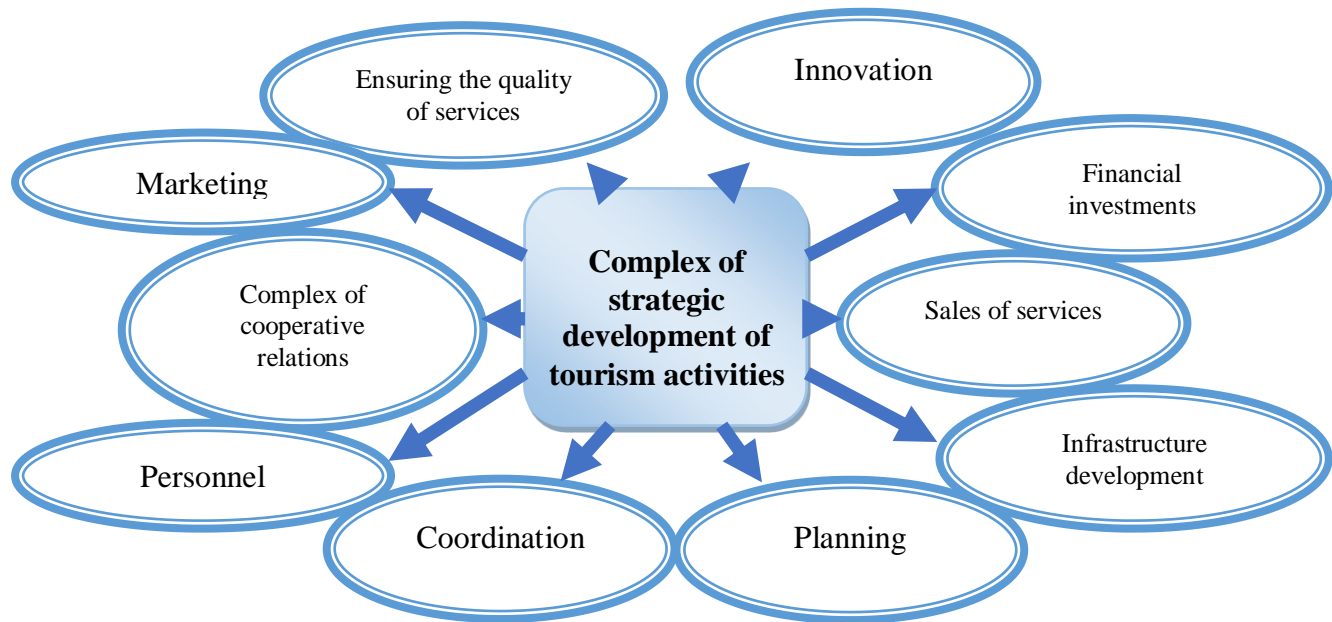 Ensuring the quality
of services
Innovation
Marketing
Financial
investments
Complex of
strategic
development of
tourism activities
Complex of
cooperative
relations
Sales of services
Personnel
Infrastructure
development
Coordination
Planning